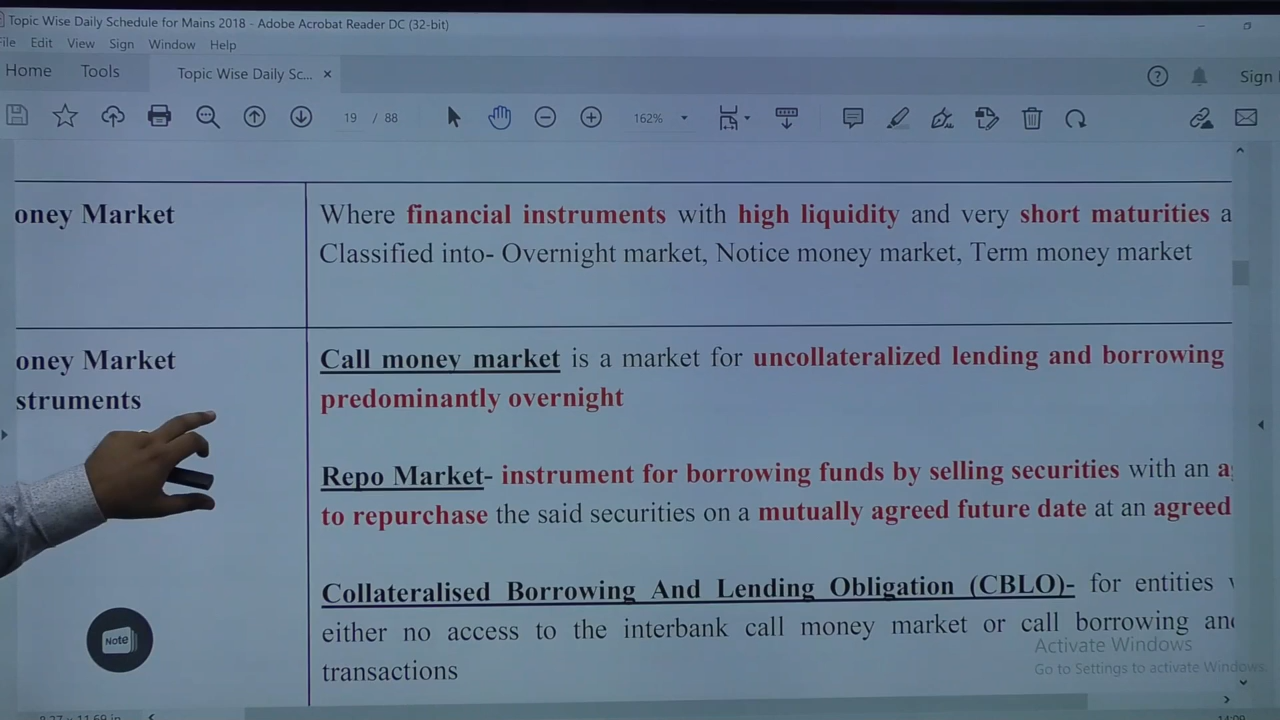 Topic Wise Daily Schedule for Mains 2018 - Adobe Acrobat Reader DC (32-bit)
File Edit View Sign Window Help
Home Tools Topic Wise Daily Sc... × ? Sign
19 / 88 162%
oney Market
Where financial instruments with high liquidity and very short maturities a
Classified into- Overnight market, Notice money market, Term money market
oney Market
struments
Call money market is a market for uncollateralized lending and borrowing
predominantly overnight
Repo Market- instrument for borrowing funds by selling securities with an a
to repurchase the said securities on a mutually agreed future date at an agreed
Collateralised Borrowing And Lending Obligation (CBLO)- for entities
either no access to the interbank call money market or call borrowing and
transactions
Note
Activate Windows
Go to Settings to activate Windows.